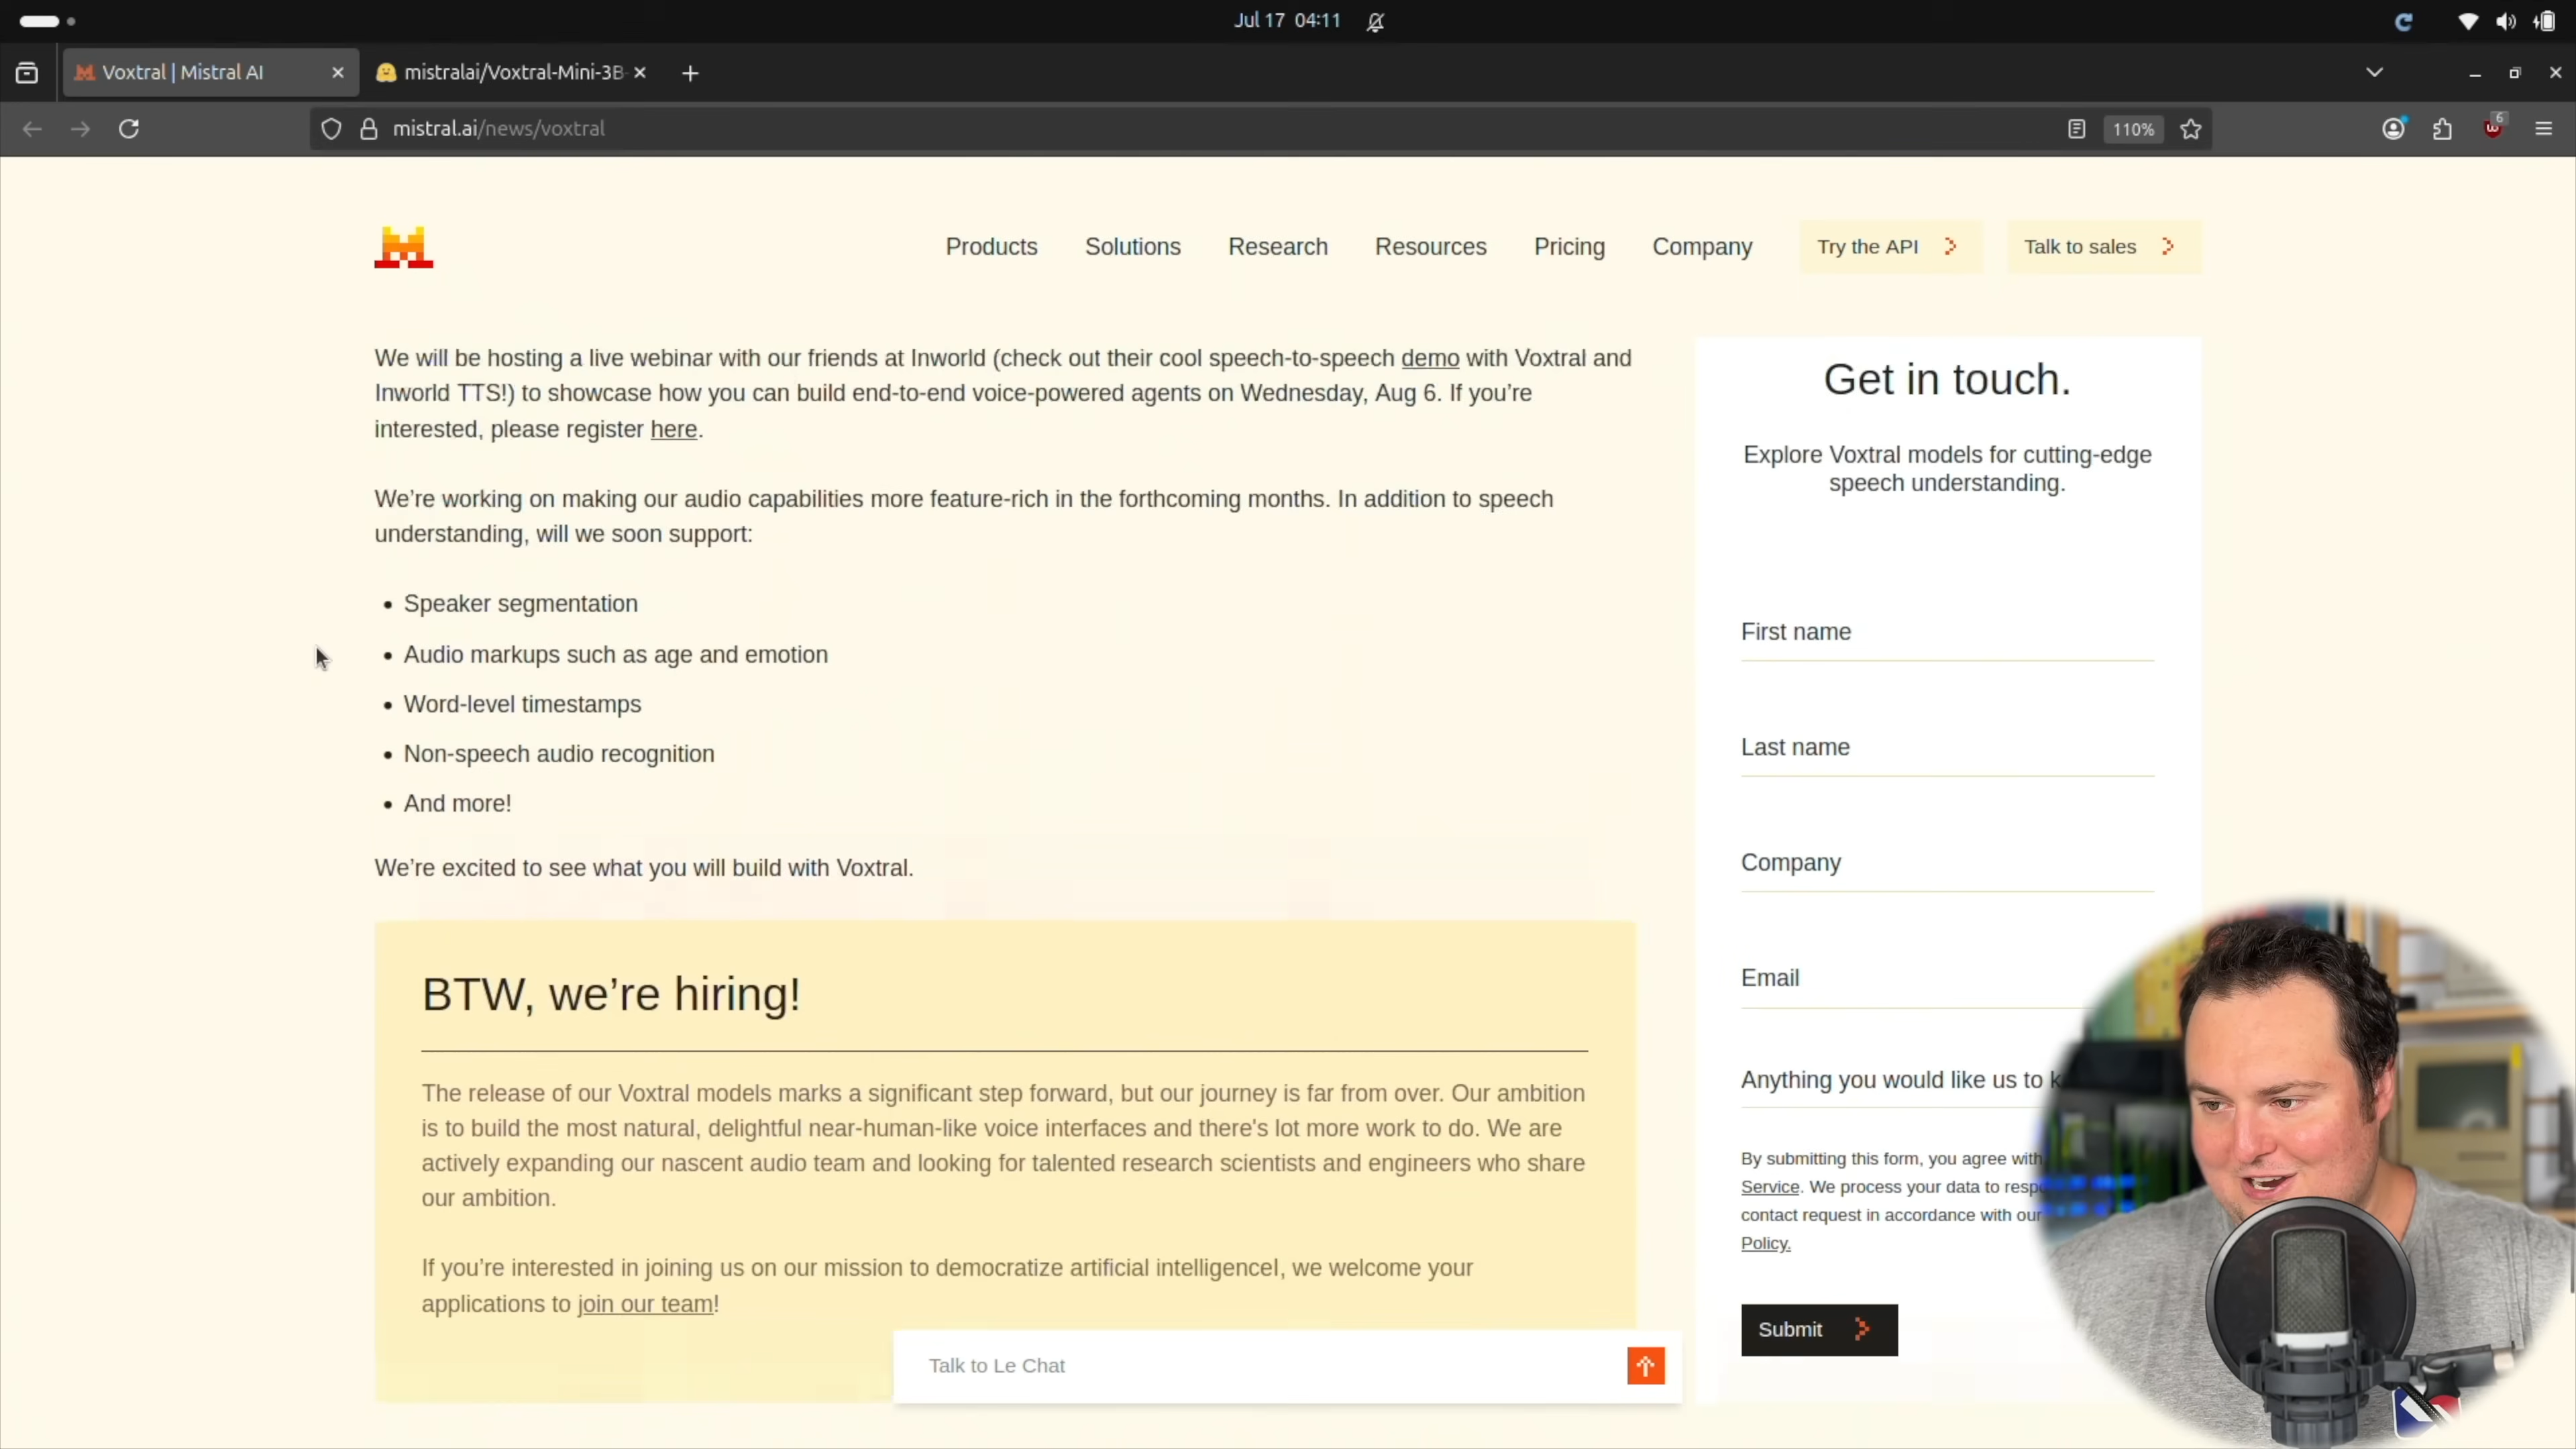 Jul 17 04:11
Voxtral | Mistral AI
mistralai/Voxtral-Mini-3B-
mistral.ai/news/voxtral
110%
6
Products
Solutions
Research
Resources
Pricing
Company
Try the API
Talk to sales
We will be hosting a live webinar with our friends at Inworld (check out their cool speech-to-speech demo with Voxtral and
Inworld TTS!) to showcase how you can build end-to-end voice-powered agents on Wednesday, Aug 6. If you’re
interested, please register here.
We’re working on making our audio capabilities more feature-rich in the forthcoming months. In addition to speech
understanding, will we soon support:
• Speaker segmentation
• Audio markups such as age and emotion
• Word-level timestamps
• Non-speech audio recognition
• And more!
We’re excited to see what you will build with Voxtral.
BTW, we’re hiring!
The release of our Voxtral models marks a significant step forward, but our journey is far from over. Our ambition
is to build the most natural, delightful near-human-like voice interfaces and there's lot more work to do. We are
actively expanding our nascent audio team and looking for talented research scientists and engineers who share
our ambition.
If you’re interested in joining us on our mission to democratize artificial intelligencel, we welcome your
applications to join our team!
Talk to Le Chat
Get in touch.
Explore Voxtral models for cutting-edge
speech understanding.
First name
Last name
Company
Email
Anything you would like us to k
By submitting this form, you agree with
Service. We process your data to resp
contact request in accordance with our
Policy.
Submit